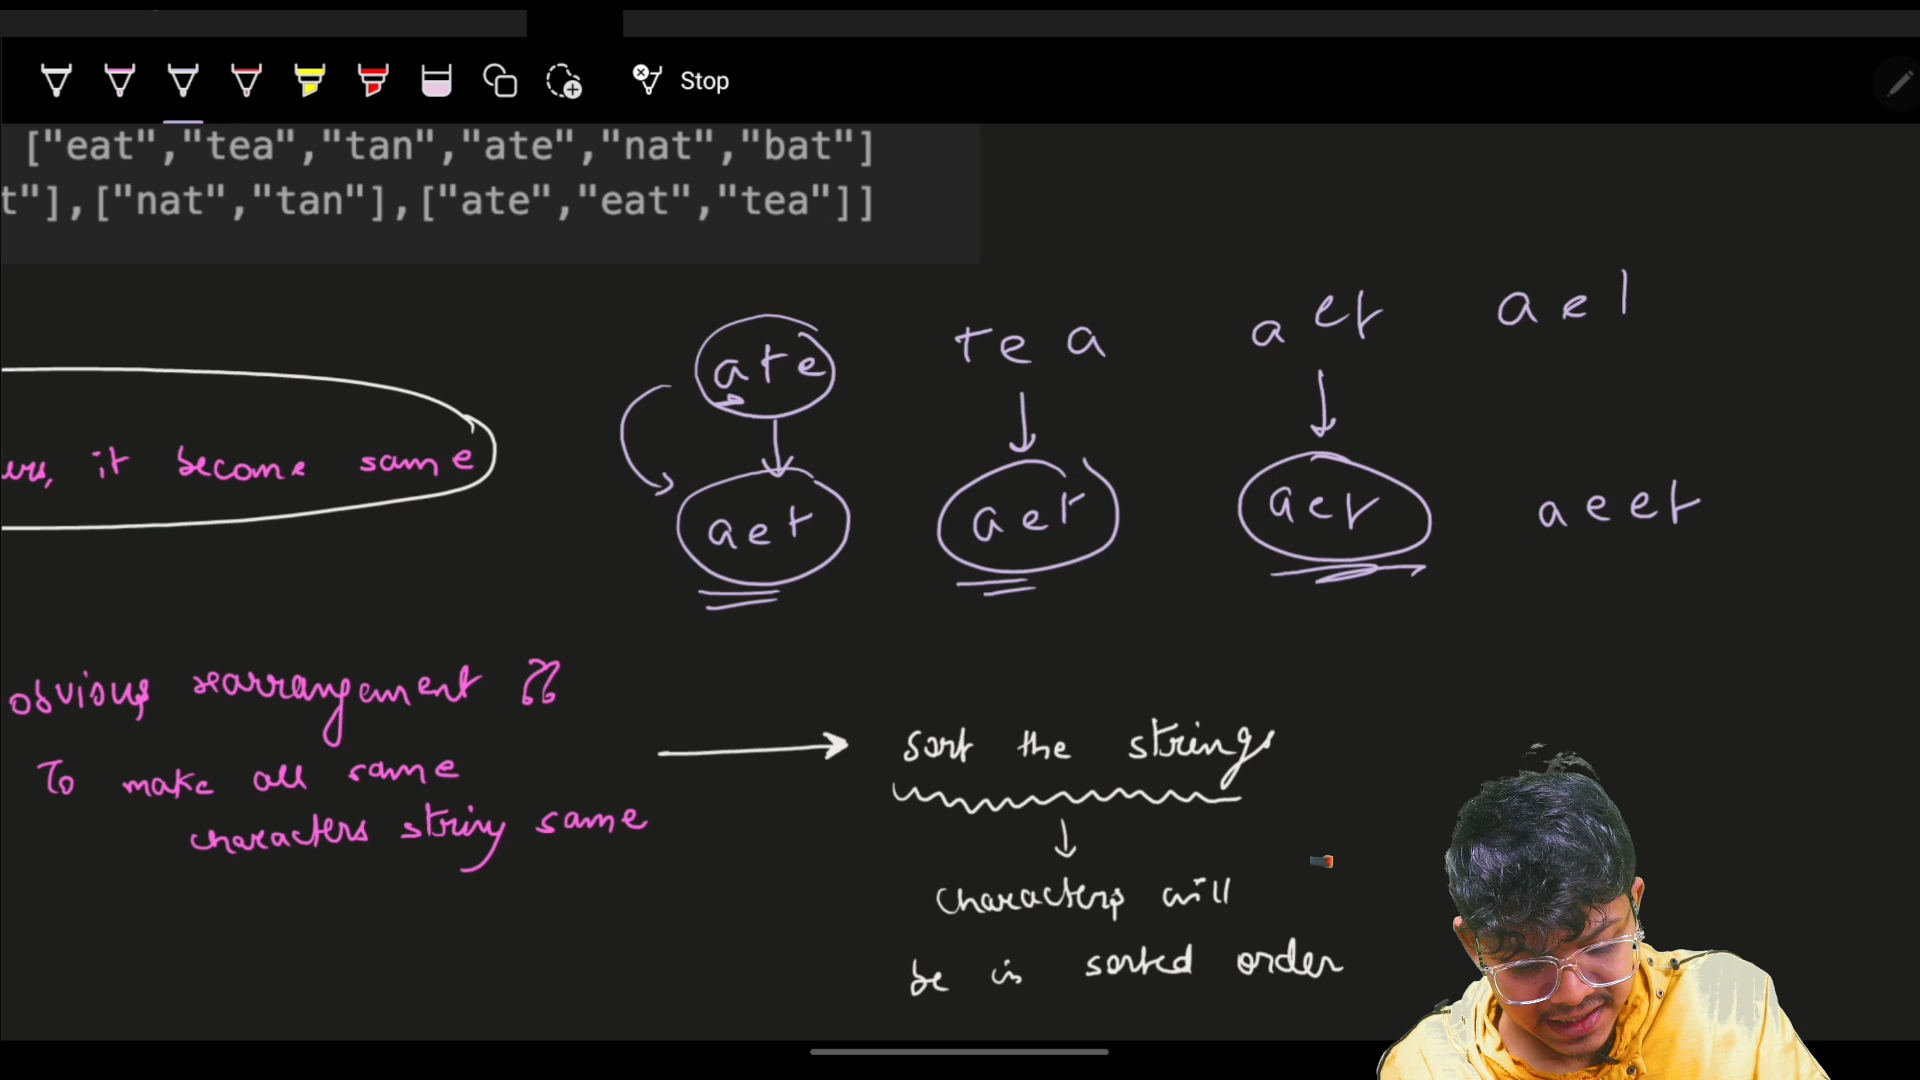 Stop
["eat","tea","tan","ate","nat","bat"]
t"],["nat","tan"],["ate","eat","tea"]]
ate tea aet ael
ers, it become same
aet aet aet aeet
obvious rearrangement ??
To make all same
characters string same
sort the strings
characters will
be in sorted order